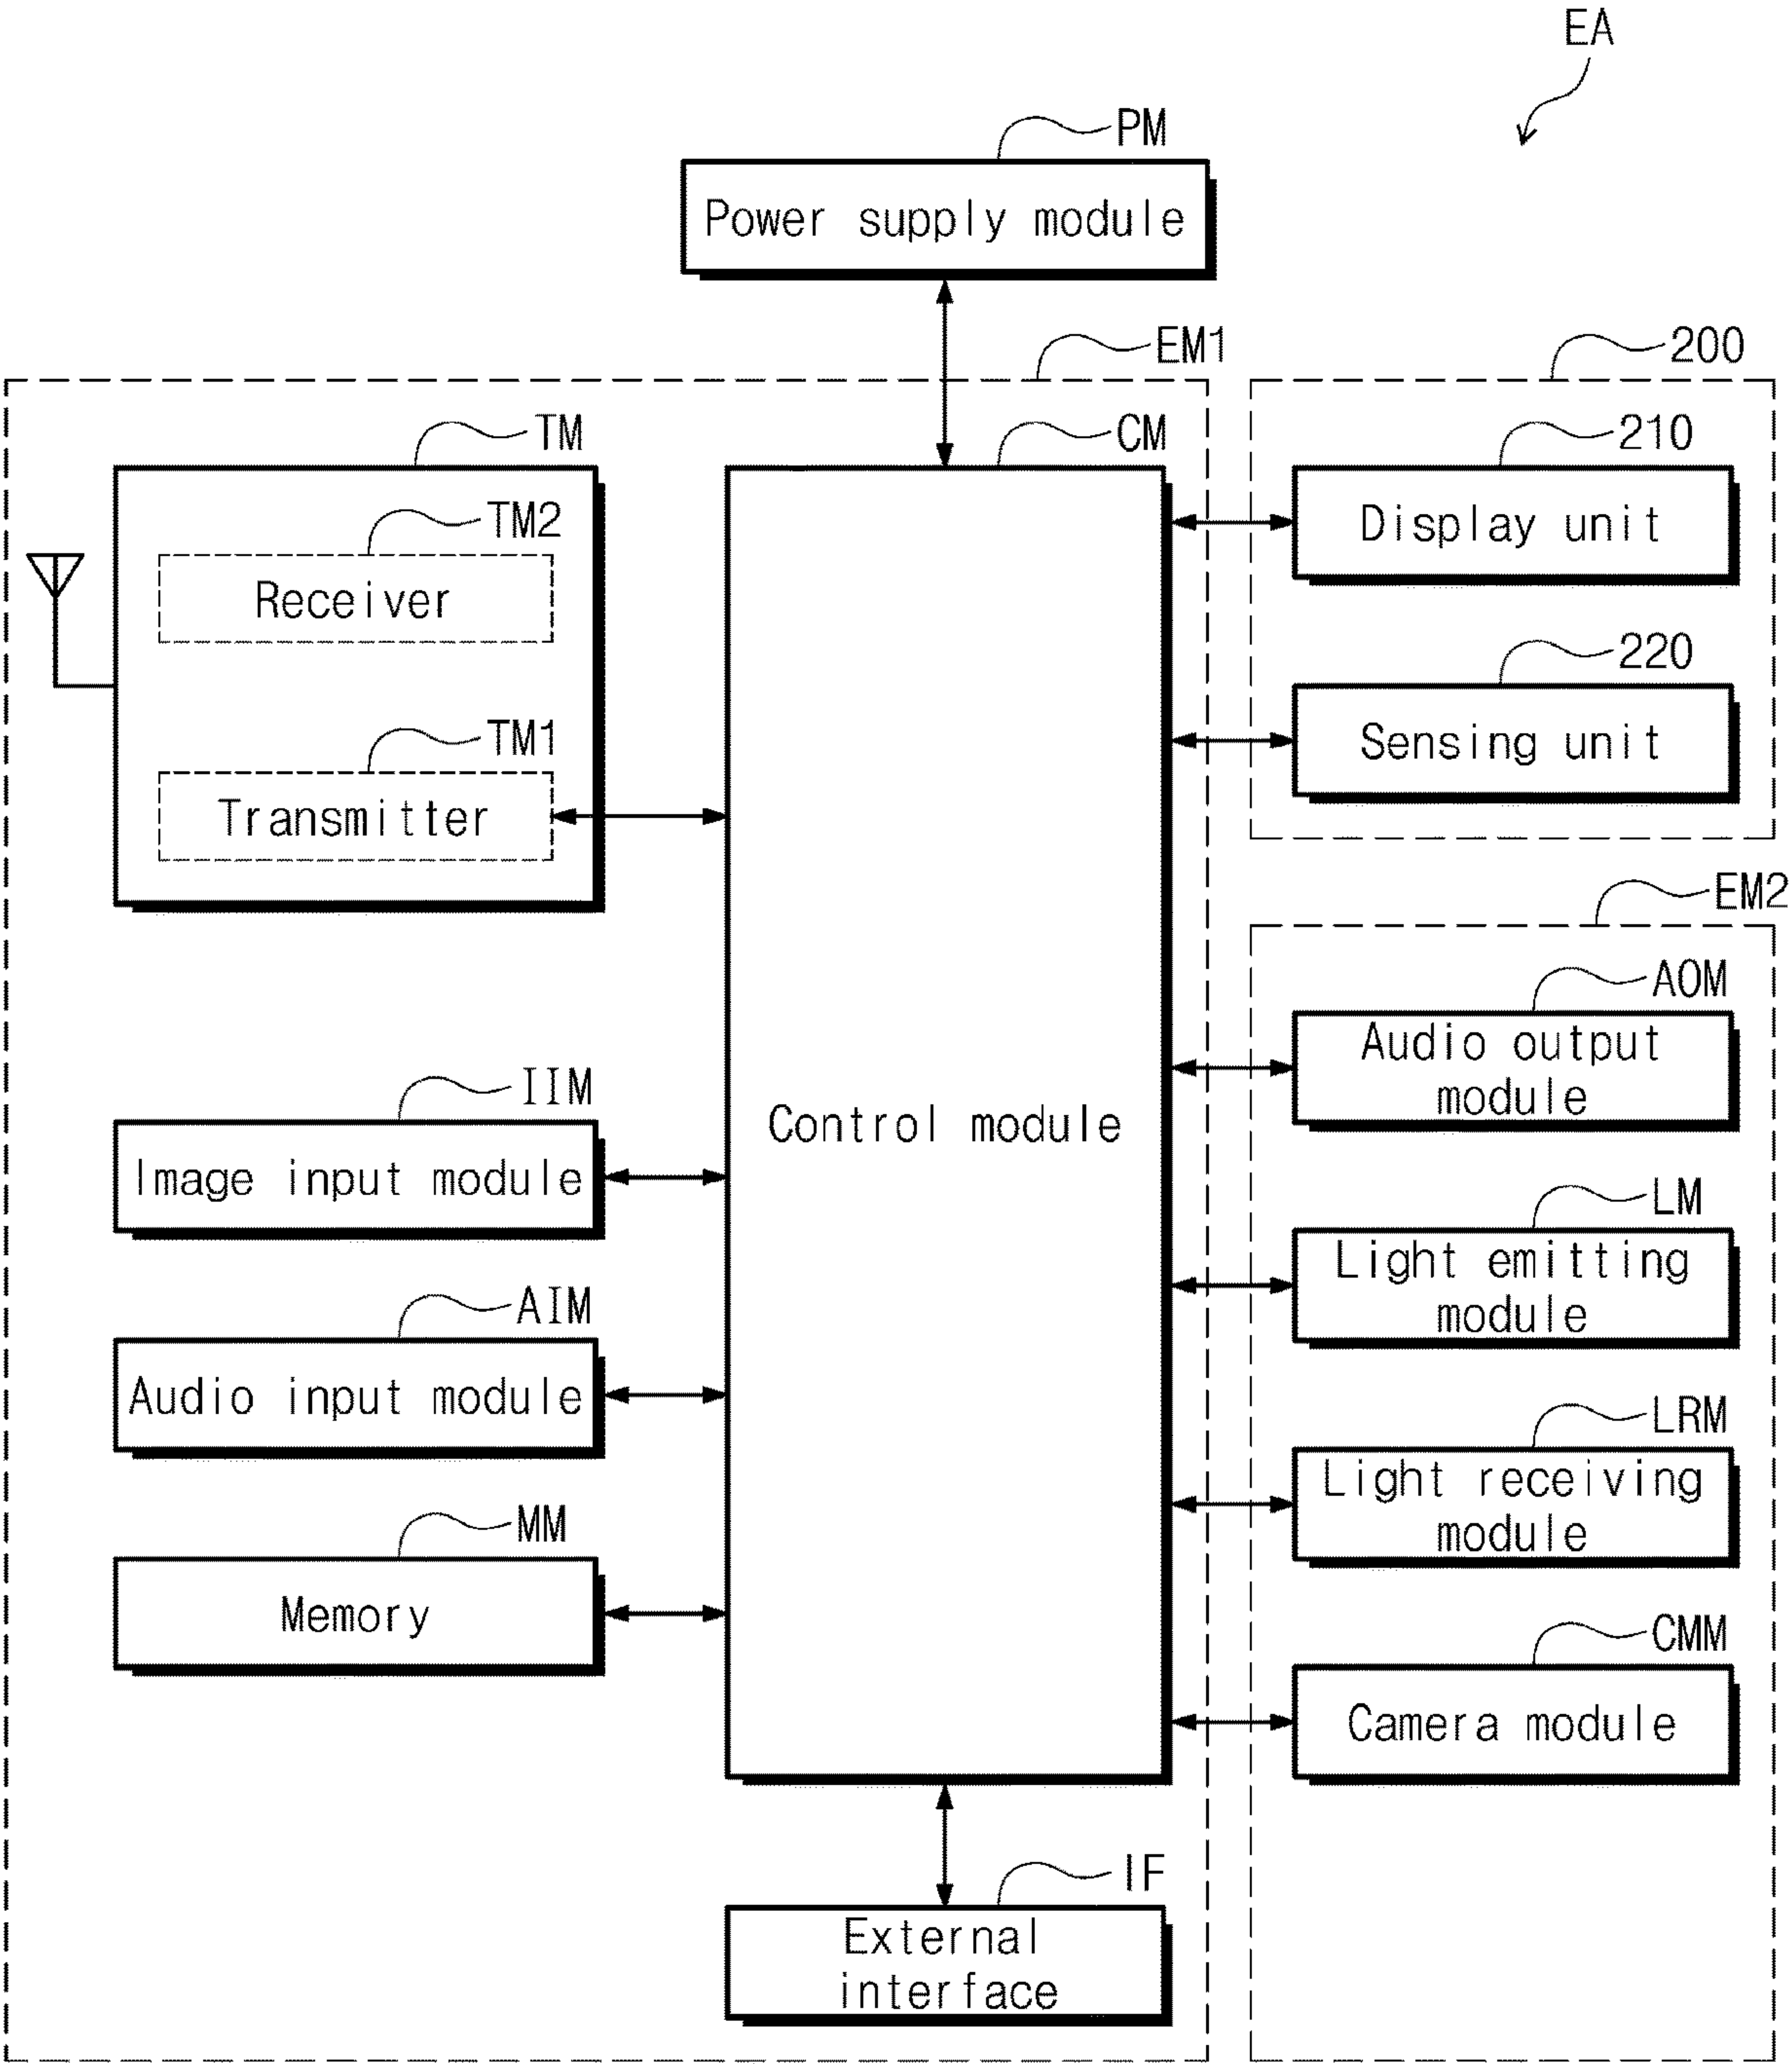 EA
PM
Power supply module
EM1
200
TM
CM
210
TM2
Display unit
Receiver
220
TM1
Sensing unit
Transmitter
EM2
AOM
Audio output
module
IIM
Control module
Image input module
LM
Light emitting
module
AIM
Audio input module
LRM
Light receiving
module
MM
Memory
CMM
Camera module
IF
External
interface